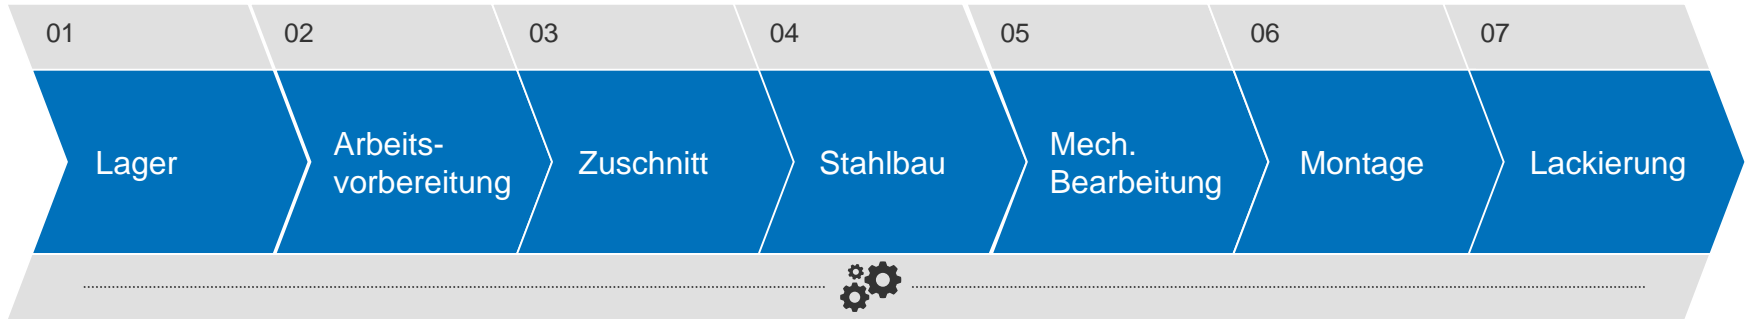 01
02
03
04
05
06
07
Lager
Arbeits-
vorbereitung
Zuschnitt
Stahlbau
Mech.
Bearbeitung
Montage
Lackierung